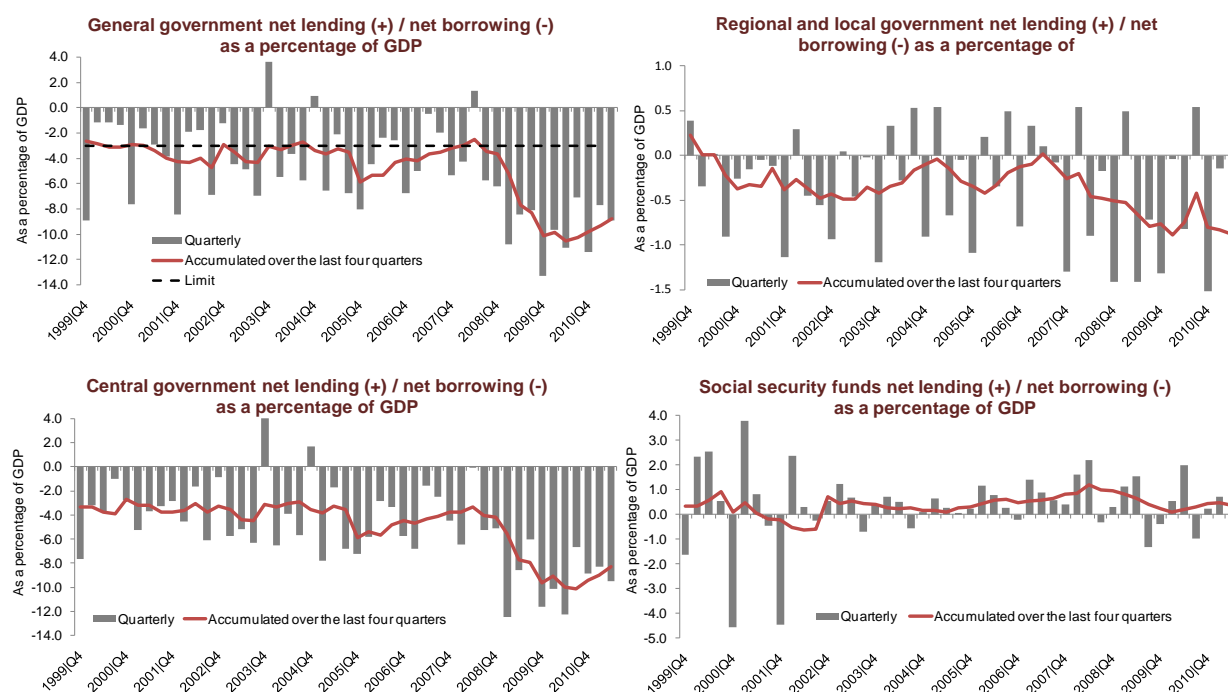 General government net lending (+) / net borrowing (-)
as a percentage of GDP
4.0
2.0
0.0
-2.0
-4.0
-6.0
-8.0
-10.0
-12.0
-14.0
As a percentage of GDP
Quarterly
Accumulated over the last four quarters
Limit
1999|Q4
2000|Q4
2001|Q4
2002|Q4
2003|Q4
2004|Q4
2005|Q4
2006|Q4
2007|Q4
2008|Q4
2009|Q4
2010|Q4
Regional and local government net lending (+) / net
borrowing (-) as a percentage of
1.0
0.5
0.0
-0.5
-1.0
-1.5
As a percentage of GDP
Quarterly
Accumulated over the last four quarters
1999|Q4
2000|Q4
2001|Q4
2002|Q4
2003|Q4
2004|Q4
2005|Q4
2006|Q4
2007|Q4
2008|Q4
2009|Q4
2010|Q4
Central government net lending (+) / net borrowing (-)
as a percentage of GDP
4.0
2.0
0.0
-2.0
-4.0
-6.0
-8.0
-10.0
-12.0
-14.0
As a percentage of GDP
Quarterly
Accumulated over the last four quarters
1999|Q4
2000|Q4
2001|Q4
2002|Q4
2003|Q4
2004|Q4
2005|Q4
2006|Q4
2007|Q4
2008|Q4
2009|Q4
2010|Q4
Social security funds net lending (+) / net borrowing (-)
as a percentage of GDP
4.0
3.0
2.0
1.0
0.0
-1.0
-2.0
-3.0
-4.0
-5.0
As a percentage of GDP
Quarterly
Accumulated over the last four quarters
1999|Q4
2000|Q4
2001|Q4
2002|Q4
2003|Q4
2004|Q4
2005|Q4
2006|Q4
2007|Q4
2008|Q4
2009|Q4
2010|Q4